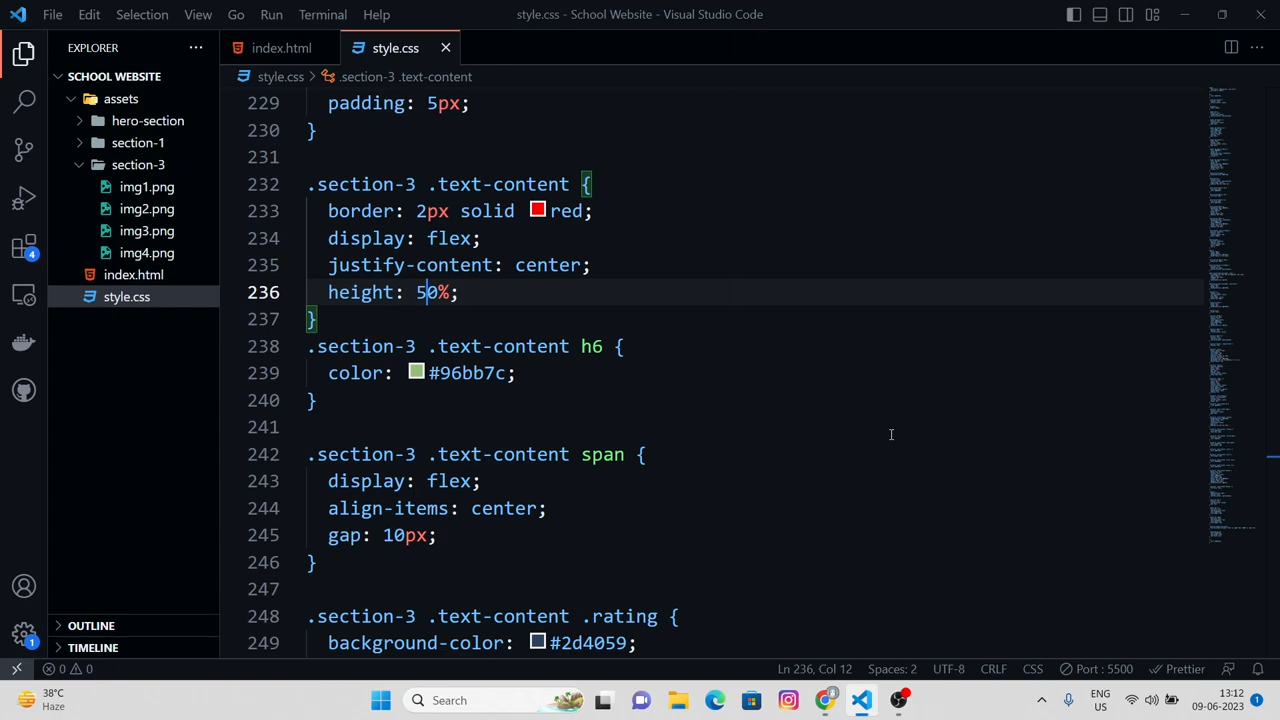 File Edit Selection View Go Run Terminal Help
style.css - School Website - Visual Studio Code
EXPLORER
index.html
style.css
SCHOOL WEBSITE
assets
hero-section
section-1
section-3
img1.png
img2.png
img3.png
img4.png
index.html
style.css
OUTLINE
TIMELINE
4
1
style.css > .section-3 .text-content
229 padding: 5px;
230 }
231
232 .section-3 .text-content {
233 border: 2px solid red;
234 display: flex;
235 justify-content: center;
236 height: 50%;
237 }
238 .section-3 .text-content h6 {
239 color: #96bb7c;
240 }
241
242 .section-3 .text-content span {
243 display: flex;
244 align-items: center;
245 gap: 10px;
246 }
247
248 .section-3 .text-content .rating {
249 background-color: #2d4059;
0 0
Ln 236, Col 12 Spaces: 2 UTF-8 CRLF CSS Port : 5500 Prettier
38°C
Haze
Search
ENG
US
13:12
09-06-2023
1